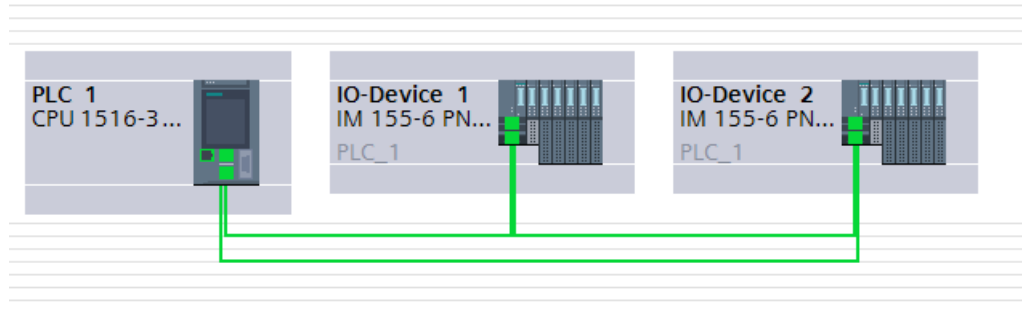 PLC_1
CPU 1516-3...
IO-Device_1
IM 155-6 PN...
PLC_1
IO-Device_2
IM 155-6 PN...
PLC_1